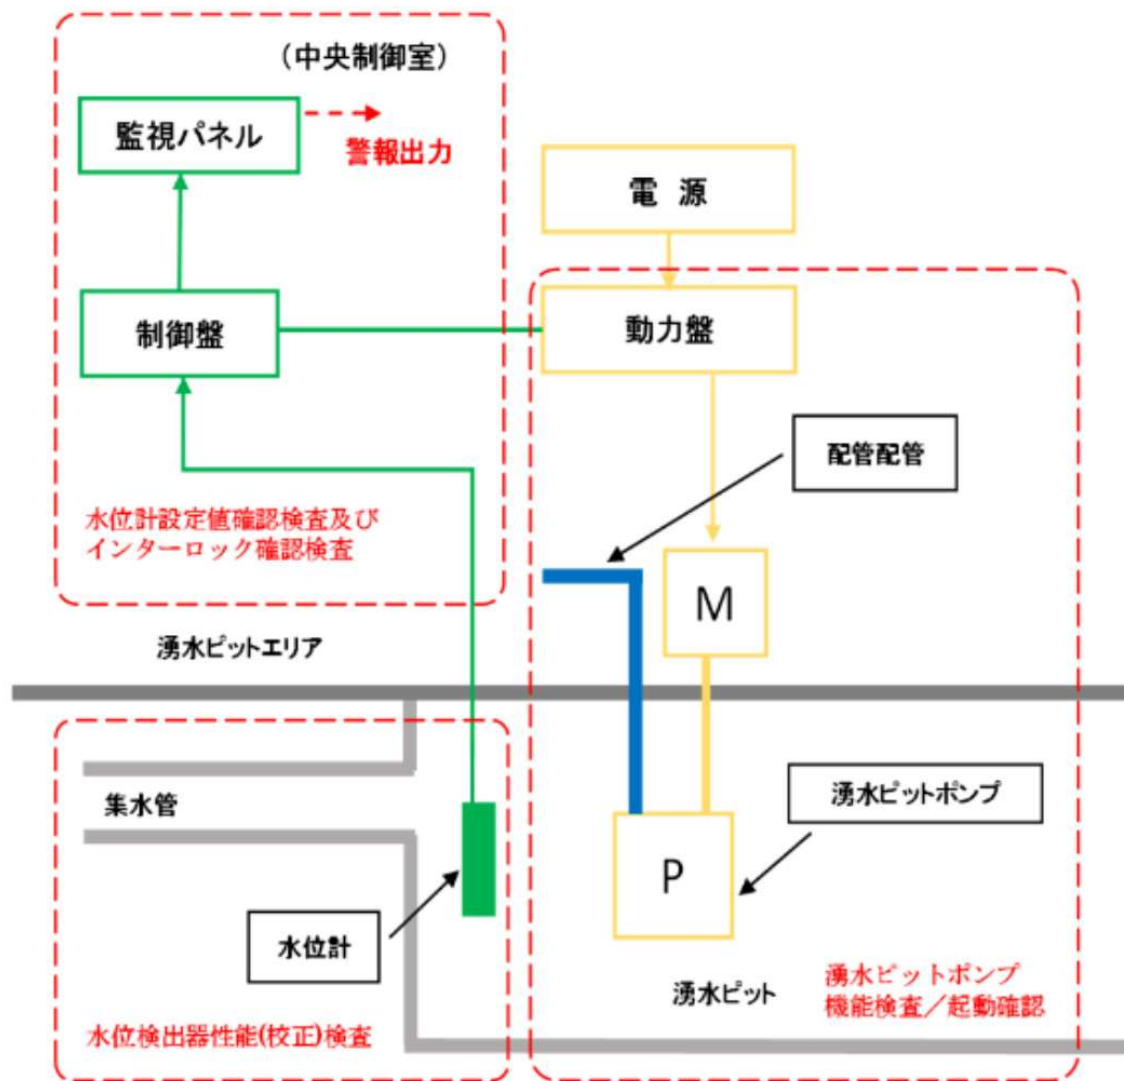 （中央制御室）
監視パネル
警報出力
電　源
制御盤
動力盤
配管配管
水位計設定値確認検査及び
インターロック確認検査
M
湧水ピットエリア
集水管
湧水ピットポンプ
P
水位計
湧水ピット
湧水ピットポンプ
機能検査／起動確認
水位検出器性能(校正)検査